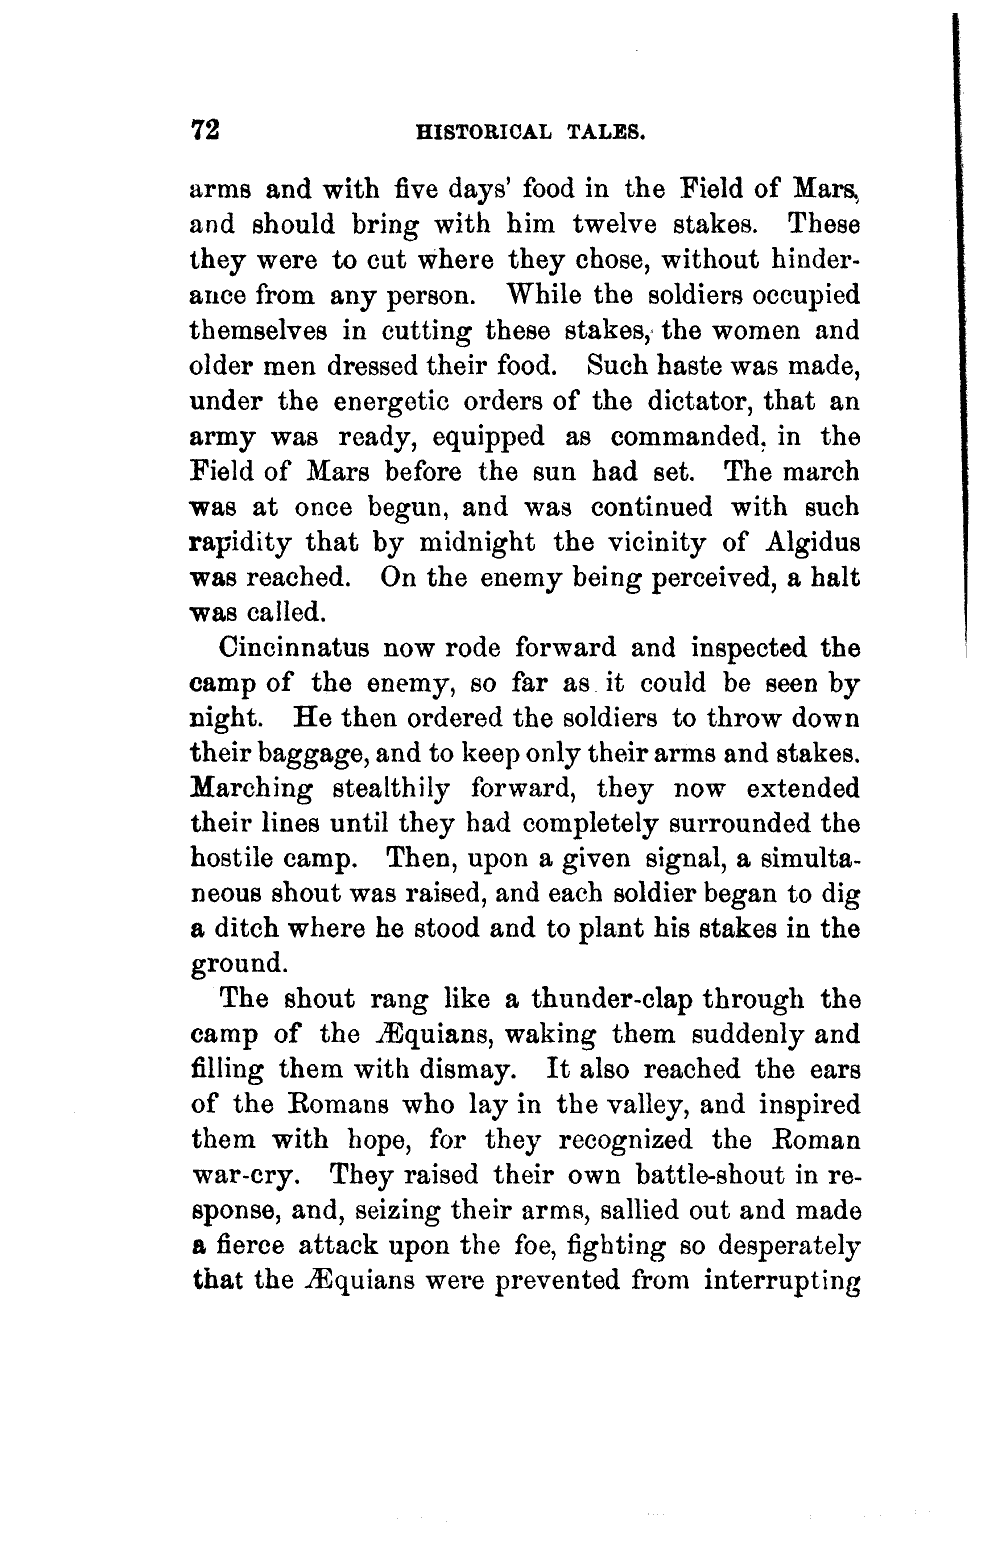 72 HISTORICAL TALES.
arms and with five days' food in the Field of Mars,
and should bring with him twelve stakes. These
they were to cut where they chose, without hinder-
ance from any person. While the soldiers occupied
themselves in cutting these stakes, the women and
older men dressed their food. Such haste was made,
under the energetic orders of the dictator, that an
army was ready, equipped as commanded, in the
Field of Mars before the sun had set. The march
was at once begun, and was continued with such
rapidity that by midnight the vicinity of Algidus
was reached. On the enemy being perceived, a halt
was called.
Cincinnatus now rode forward and inspected the
camp of the enemy, so far as it could be seen by
night. He then ordered the soldiers to throw down
their baggage, and to keep only their arms and stakes.
Marching stealthily forward, they now extended
their lines until they had completely surrounded the
hostile camp. Then, upon a given signal, a simulta-
neous shout was raised, and each soldier began to dig
a ditch where he stood and to plant his stakes in the
ground.
The shout rang like a thunder-clap through the
camp of the Æquians, waking them suddenly and
filling them with dismay. It also reached the ears
of the Romans who lay in the valley, and inspired
them with hope, for they recognized the Roman
war-cry. They raised their own battle-shout in re-
sponse, and, seizing their arms, sallied out and made
a fierce attack upon the foe, fighting so desperately
that the Æquians were prevented from interrupting